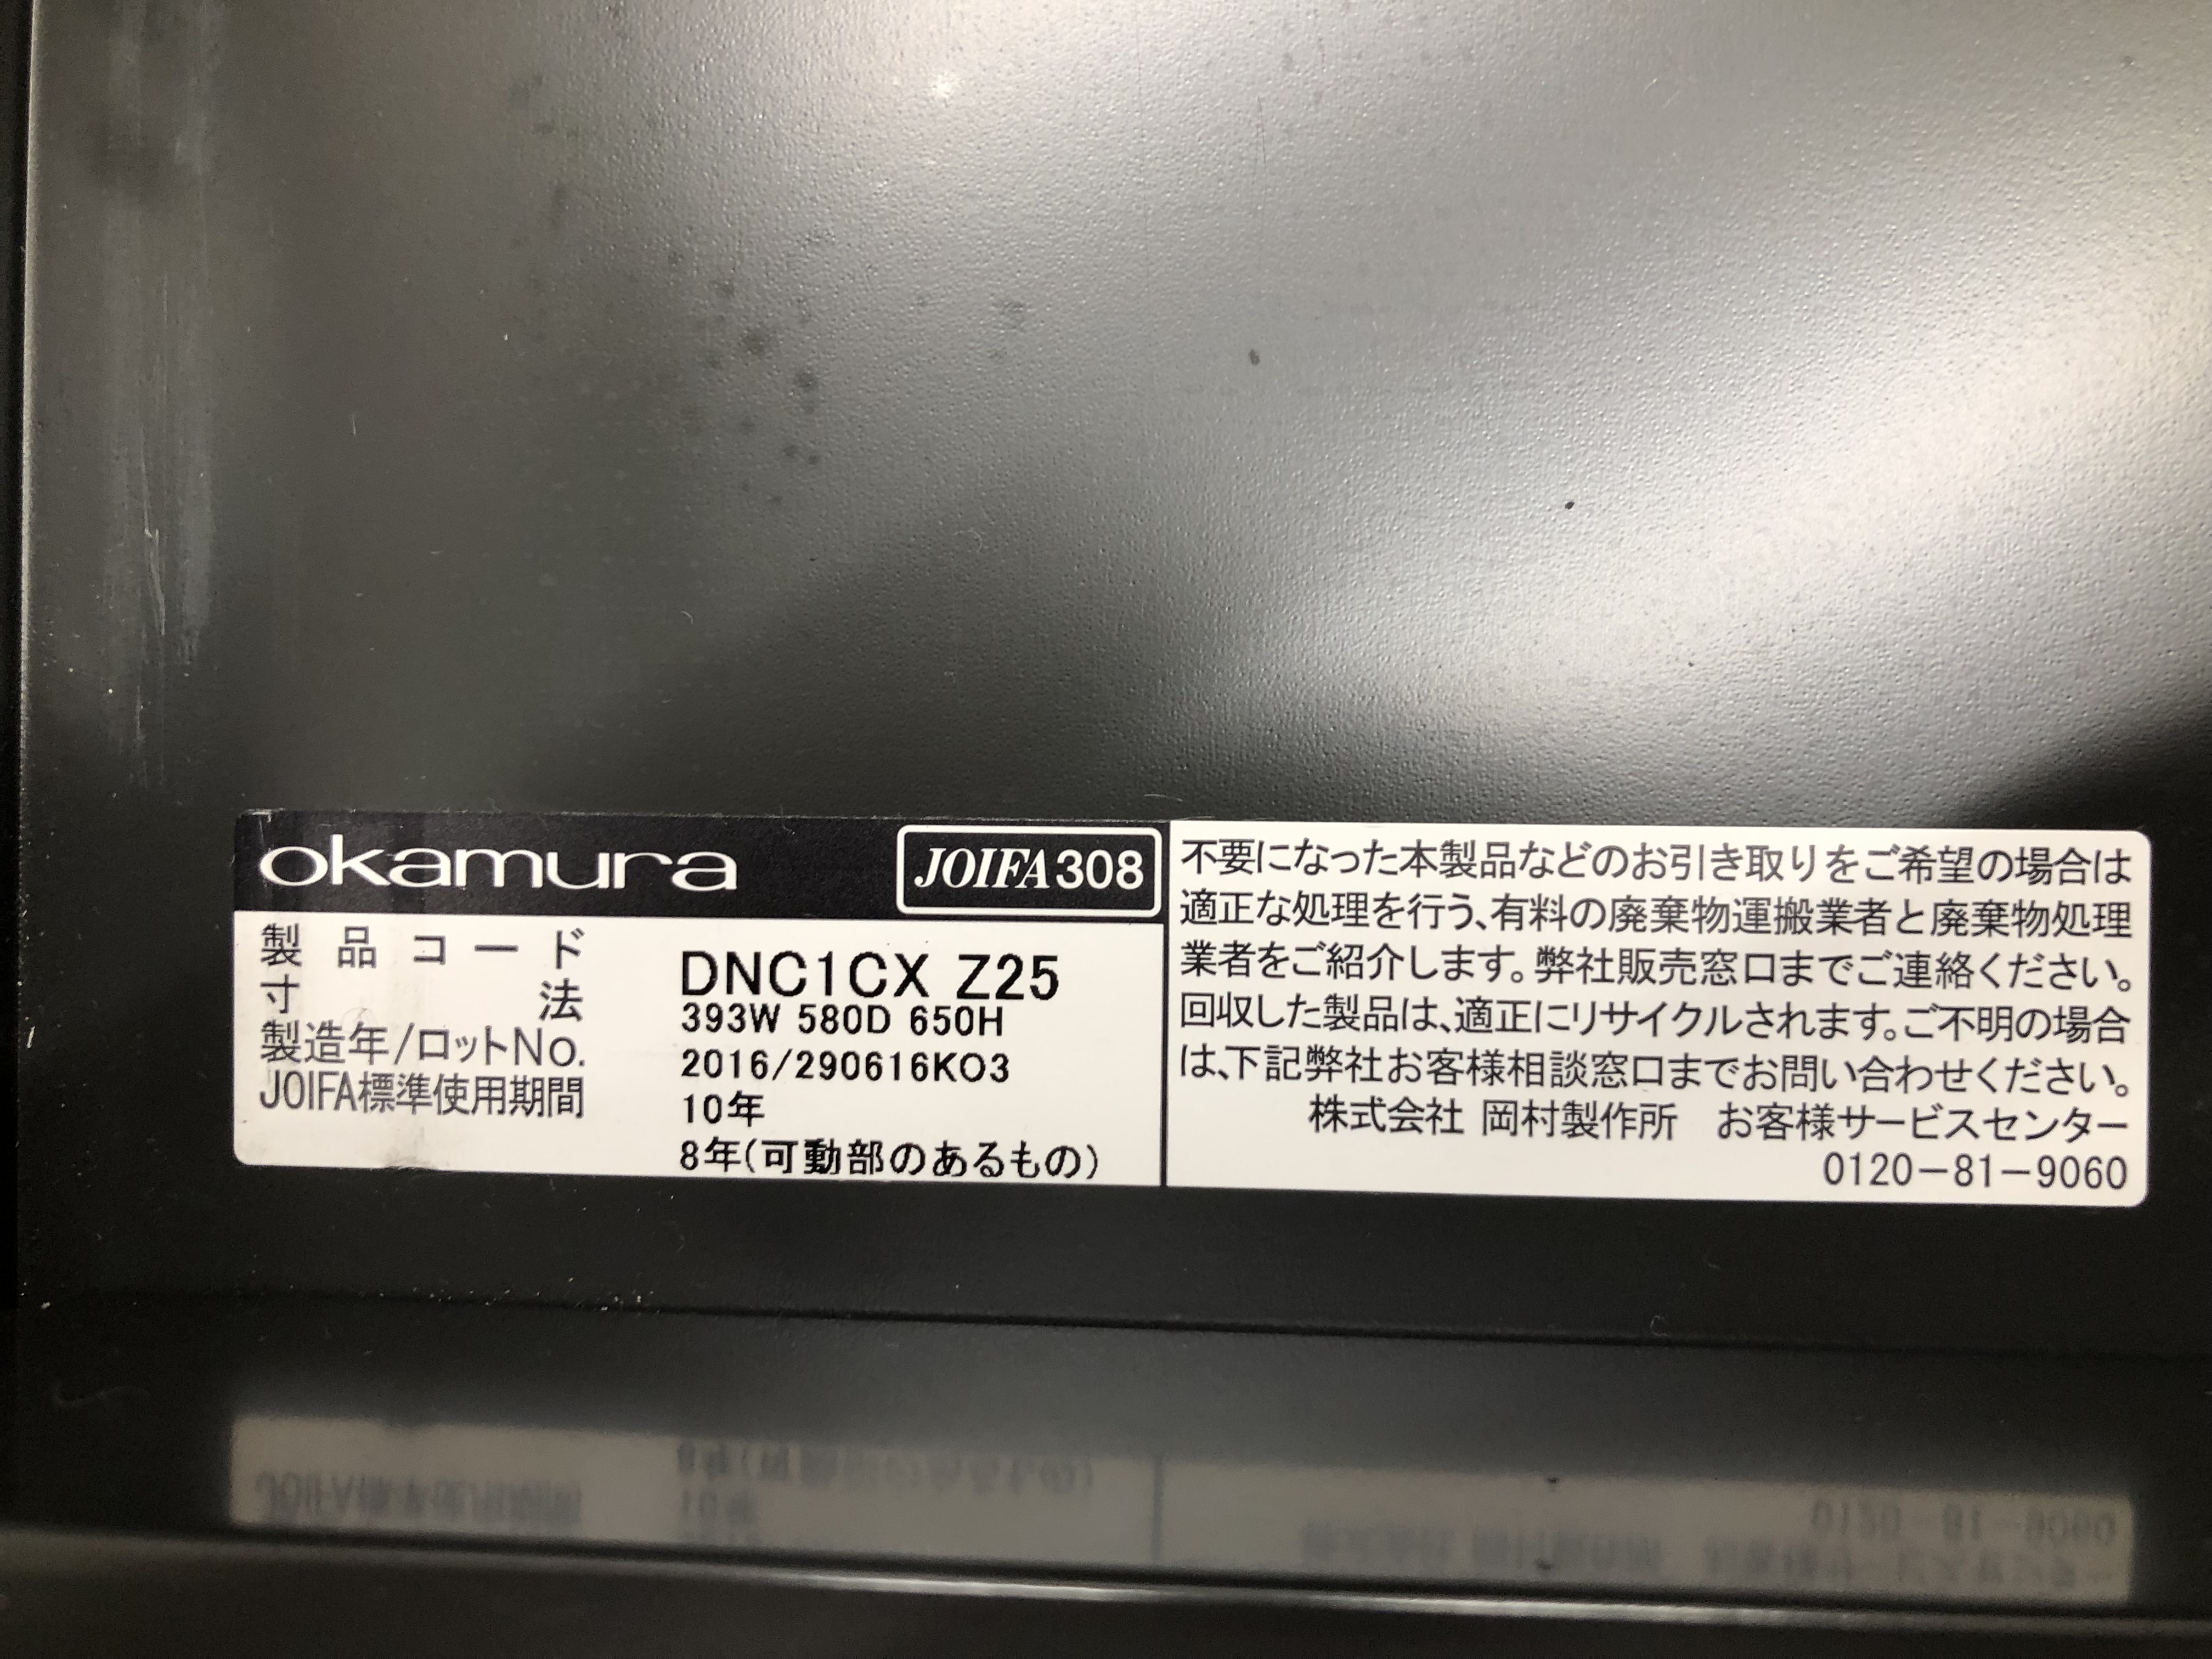 okamura
JOIFA308
製品コード DNC1CX Z25
寸法 393W 580D 650H
製造年/ロットNo. 2016/290616KO3
JOIFA標準使用期間 10年
8年(可動部のあるもの)
不要になった本製品などのお引き取りをご希望の場合は
適正な処理を行う、有料の廃棄物運搬業者と廃棄物処理
業者をご紹介します。弊社販売窓口までご連絡ください。
回収した製品は、適正にリサイクルされます。ご不明の場合
は、下記弊社お客様相談窓口までお問い合わせください。
株式会社 岡村製作所 お客様サービスセンター
0120-81-9060